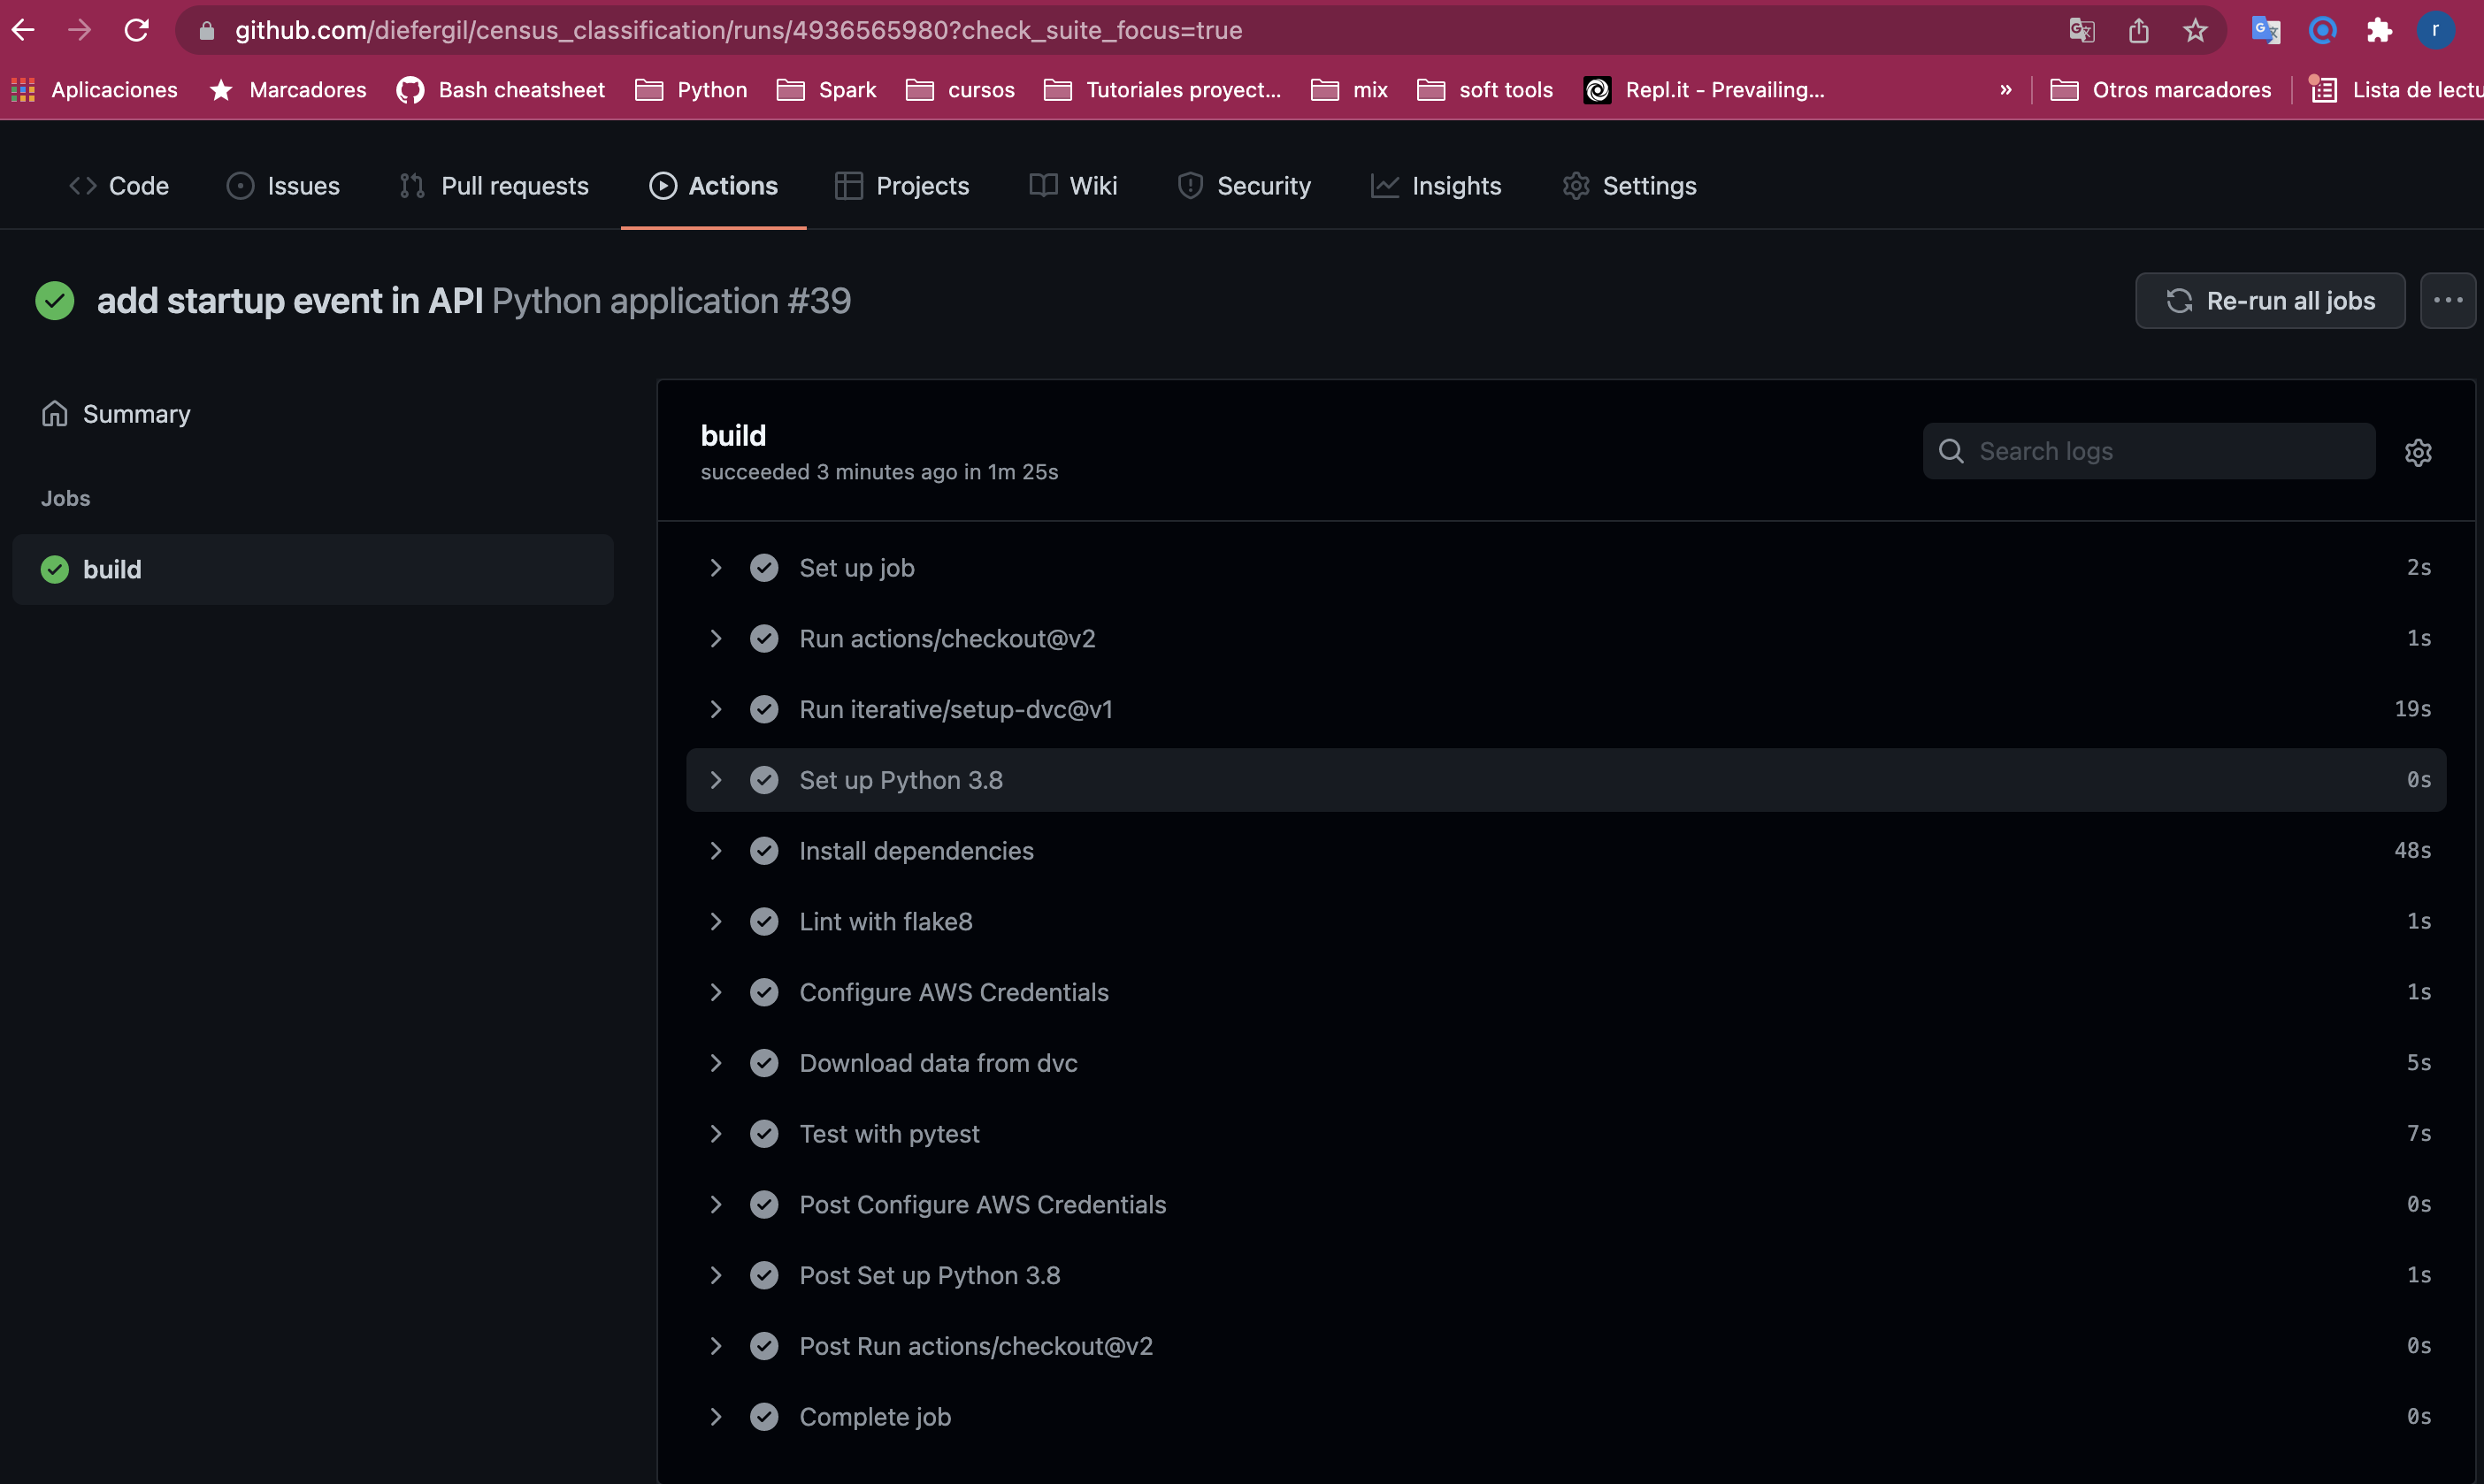 github.com/diefergil/census_classification/runs/4936565980?check_suite_focus=true
r
Aplicaciones Marcadores Bash cheatsheet Python Spark cursos Tutoriales proyect... mix soft tools Repl.it - Prevailing... » Otros marcadores Lista de lectu
Code Issues Pull requests Actions Projects Wiki Security Insights Settings
add startup event in API Python application #39
Re-run all jobs
Summary
Jobs
build
build
succeeded 3 minutes ago in 1m 25s
Search logs
Set up job 2s
Run actions/checkout@v2 1s
Run iterative/setup-dvc@v1 19s
Set up Python 3.8 0s
Install dependencies 48s
Lint with flake8 1s
Configure AWS Credentials 1s
Download data from dvc 5s
Test with pytest 7s
Post Configure AWS Credentials 0s
Post Set up Python 3.8 1s
Post Run actions/checkout@v2 0s
Complete job 0s